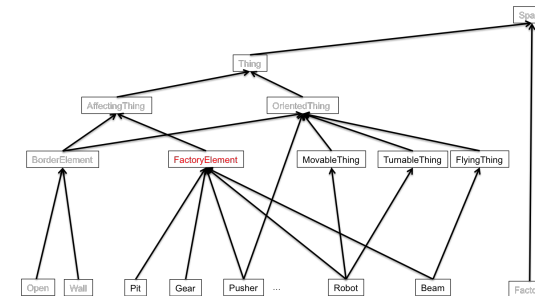 Thing
AffectingThing OrientedThing
BorderElement FactoryElement MovableThing TurnableThing FlyingThing
Open Wall Pit Gear Pusher ... Robot Beam